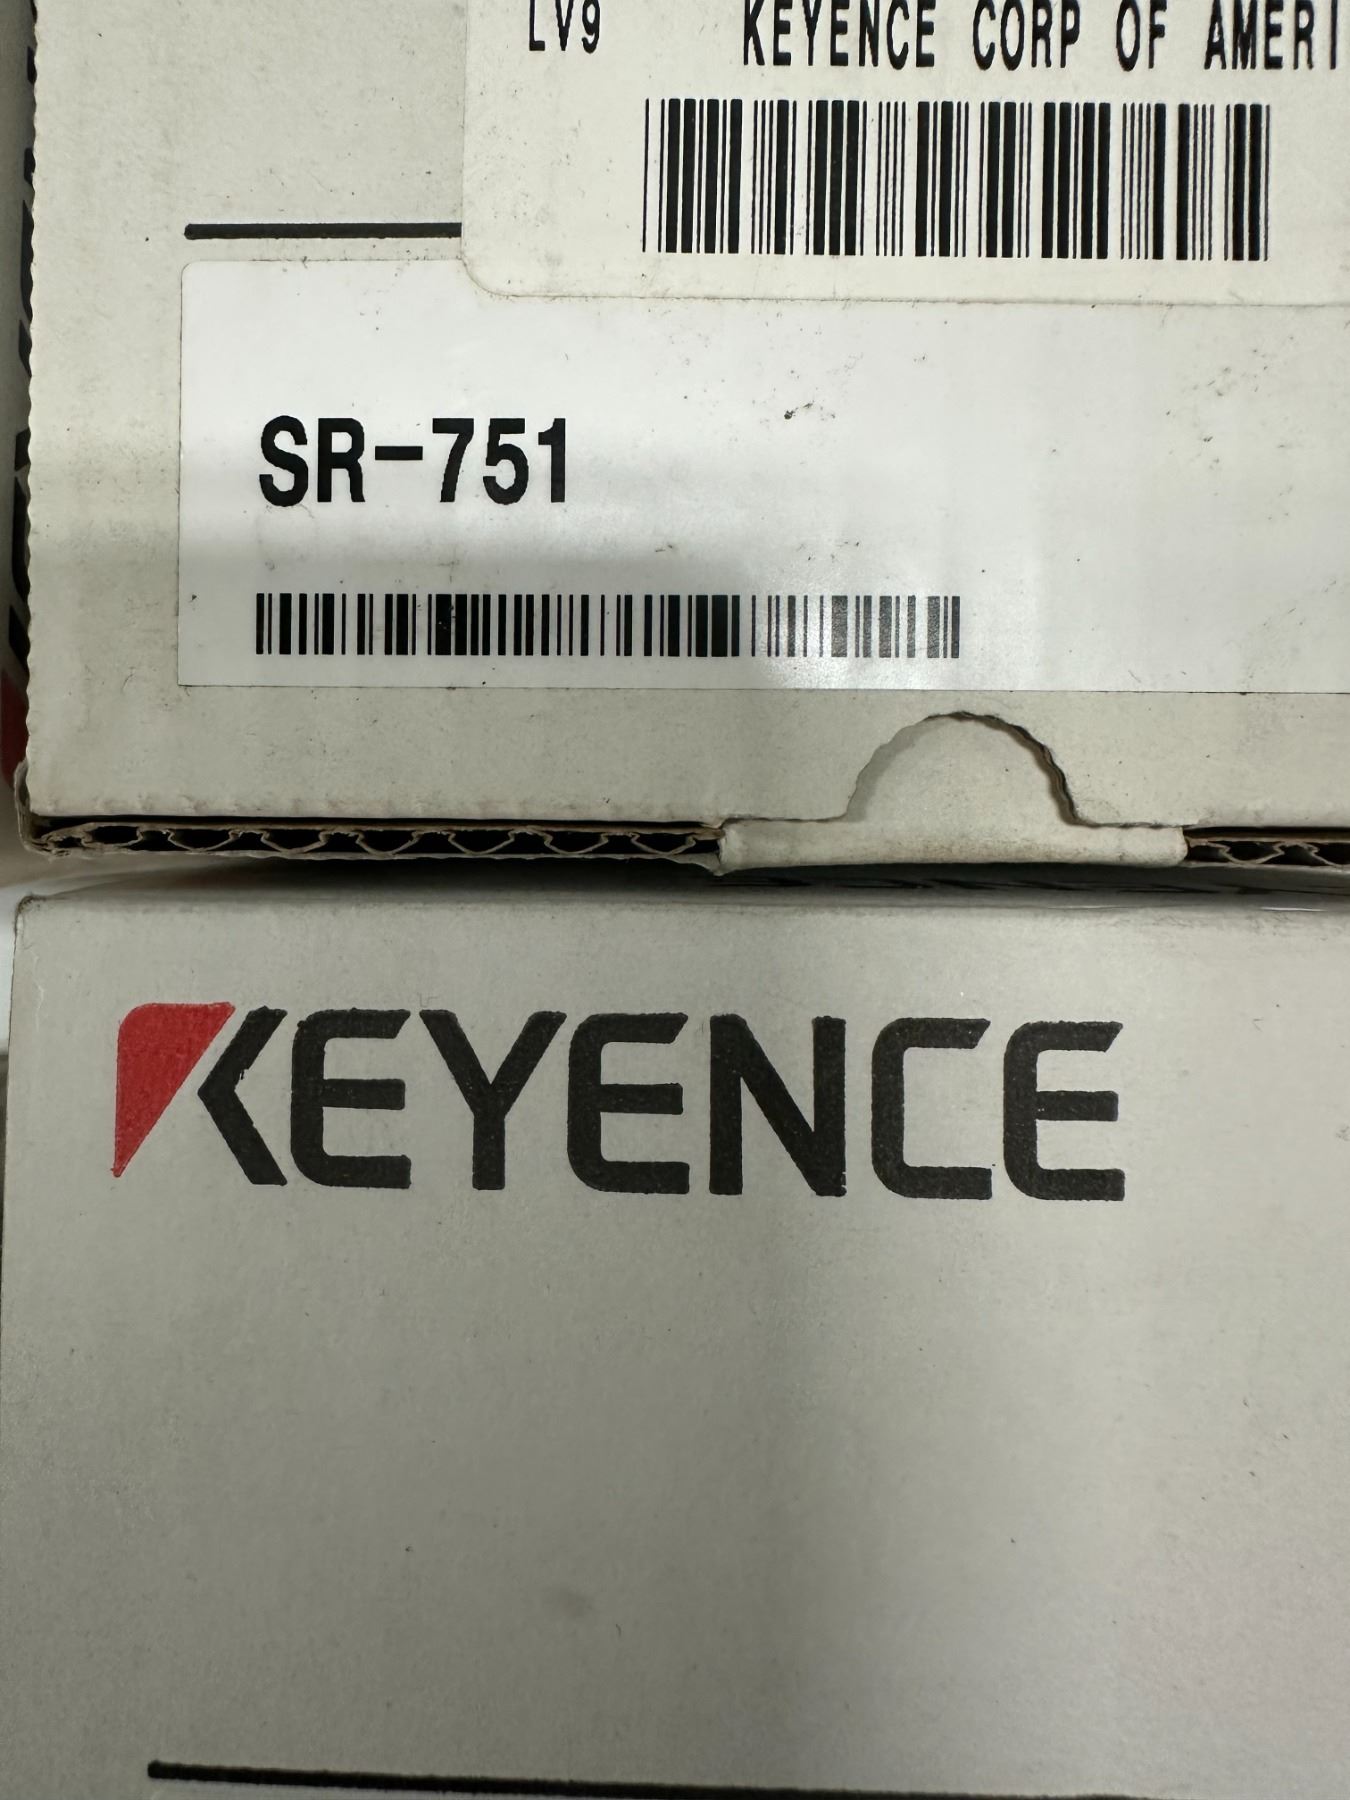 LV9 KEYENCE CORP OF AMERI
SR-751
KEYENCE